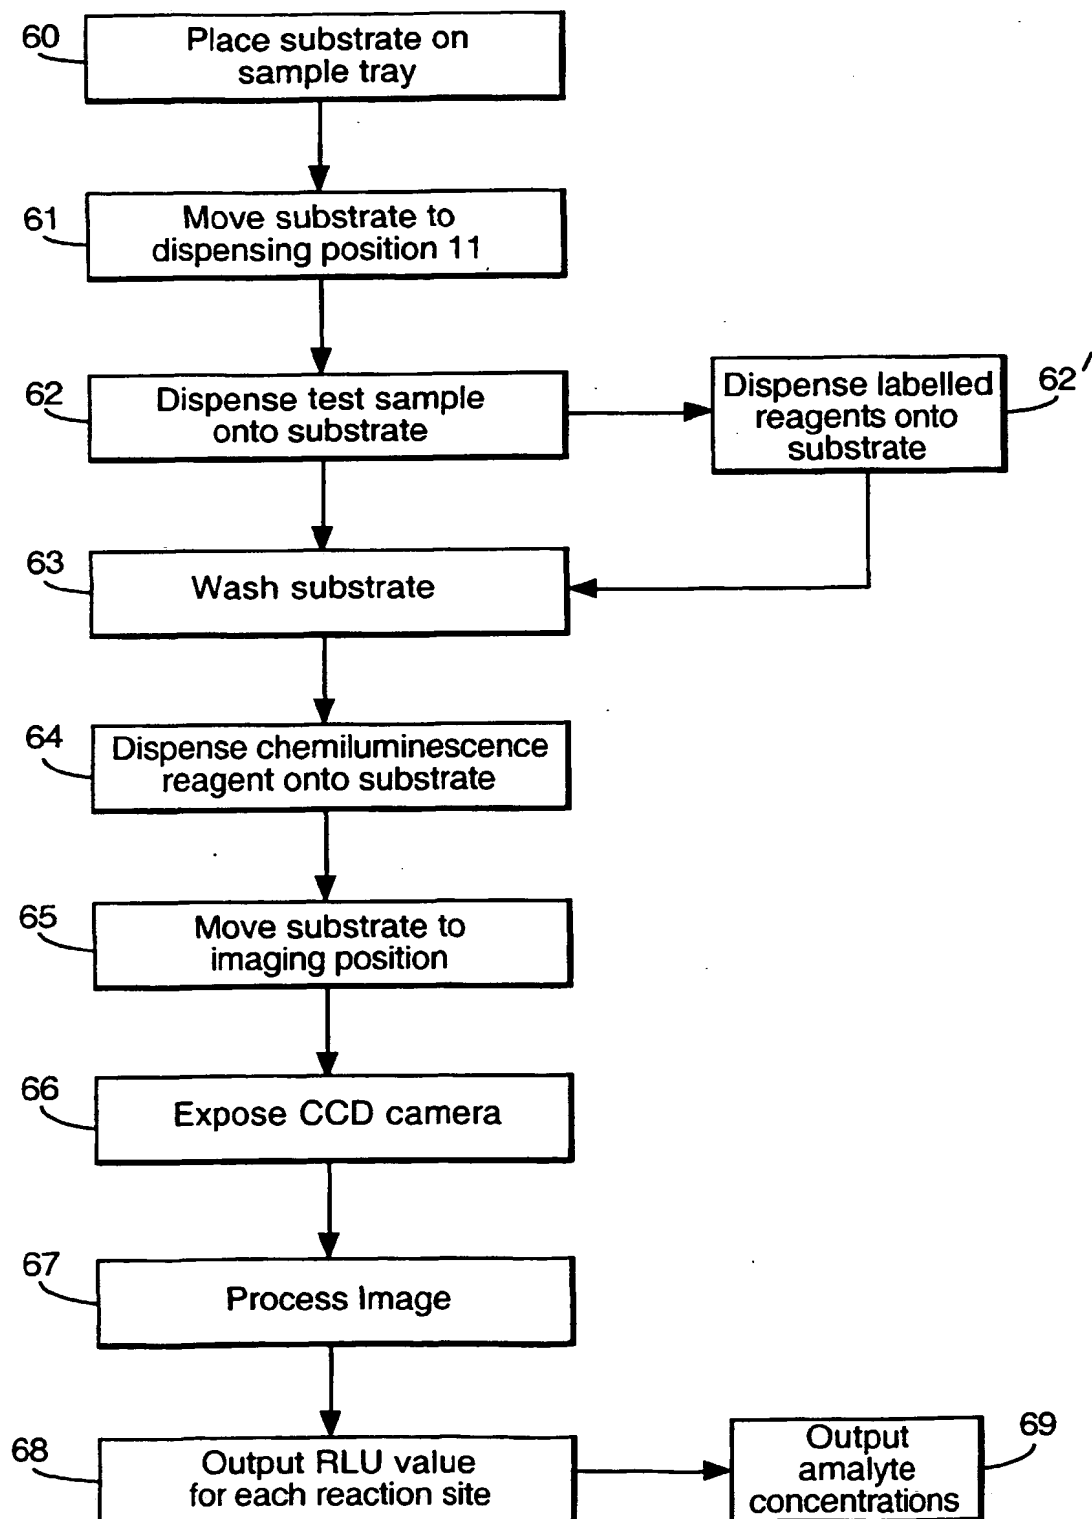 60
Place substrate on
sample tray
61
Move substrate to
dispensing position 11
62
Dispense test sample
onto substrate
Dispense labelled
reagents onto
substrate
62'
63
Wash substrate
64
Dispense chemiluminescence
reagent onto substrate
65
Move substrate to
imaging position
66
Expose CCD camera
67
Process Image
68
Output RLU value
for each reaction site
Output
amalyte
concentrations
69